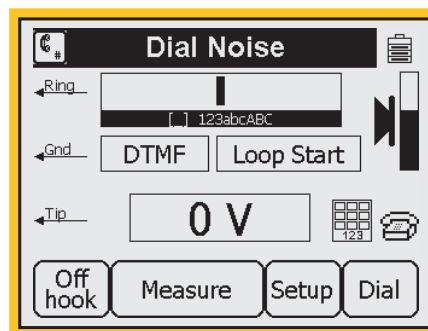 #
Dial Noise
Ring
[_] 123abcABC
Gnd
DTMF
Loop Start
Tip
0 V
123
Off hook
Measure
Setup
Dial